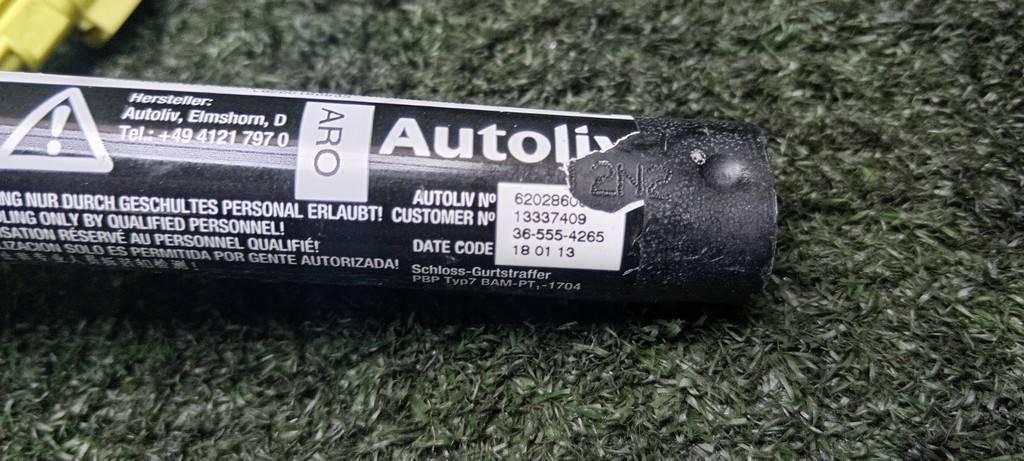 Hersteller:
Autoliv, Elmshorn, D
Tel.: +49 4121 797 0
ARO
Autoliv
2N2
NUR DURCH GESCHULTES PERSONAL ERLAUBT!
ONLY BY QUALIFIED PERSONNEL!
RÉSERVÉ AU PERSONNEL QUALIFIÉ!
SOLO ES PERMITIDA POR GENTE AUTORIZADA!
AUTOLIV Nº 6202860
CUSTOMER Nº 13337409
36-555-4265
DATE CODE 18 01 13
Schloss-Gurtstraffer
PBP Typ7 BAM-PT₁-1704